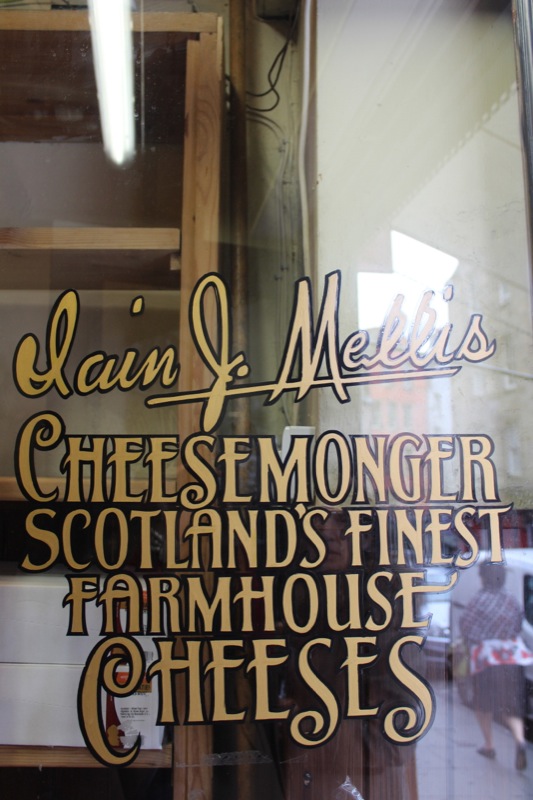 Iain J. Mellis
CHEESEMONGER
SCOTLAND'S FINEST
FARMHOUSE
CHEESES